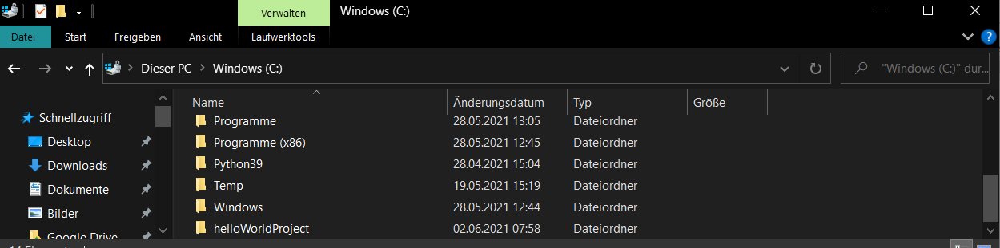 Verwalten Windows (C:)
Datei Start Freigeben Ansicht Laufwerktools
Dieser PC Windows (C:) "Windows (C:)" dur...
Name Änderungsdatum Typ Größe
Schnellzugriff
Desktop
Downloads
Dokumente
Bilder
Google Drive
Programme 28.05.2021 13:05 Dateiordner
Programme (x86) 28.05.2021 12:45 Dateiordner
Python39 28.04.2021 15:04 Dateiordner
Temp 19.05.2021 15:19 Dateiordner
Windows 28.05.2021 12:44 Dateiordner
helloWorldProject 02.06.2021 07:58 Dateiordner